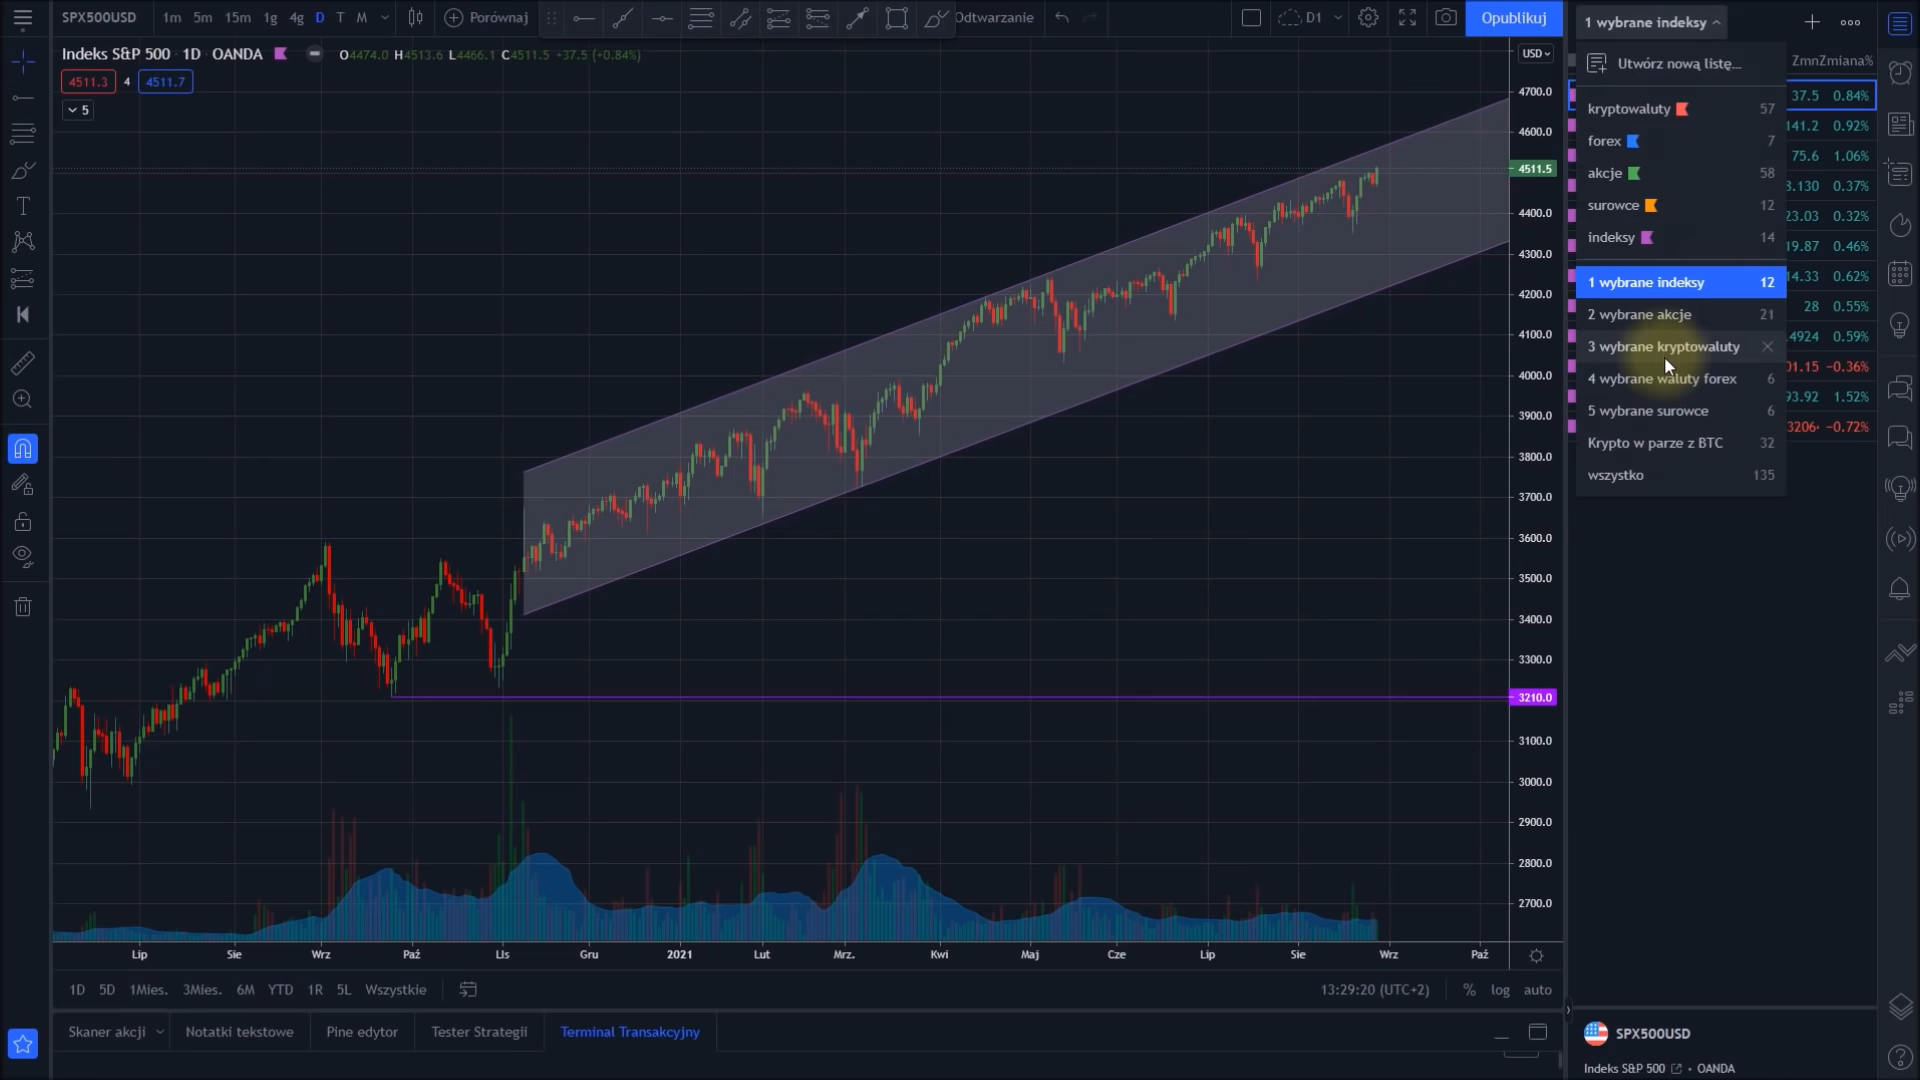 SPX500USD 1m 5m 15m 1g 4g D T M Porównaj Odtwarzanie D1 Opublikuj
Indeks S&P 500 1D OANDA O4474.0 H4513.6 L4466.1 C4511.5 +37.5 (+0.84%)
4511.3 4 4511.7
5
USD
4700.0
4600.0
4511.5
4400.0
4300.0
4200.0
4100.0
4000.0
3900.0
3800.0
3700.0
3600.0
3500.0
3400.0
3300.0
3210.0
3100.0
3000.0
2900.0
2800.0
2700.0
Lip Sie Wrz Paź Lis Gru 2021 Lut Mrz. Kwi Maj Cze Lip Sie Wrz Paź
1D 5D 1Mies. 3Mies. 6M YTD 1R 5L Wszystkie 13:29:20 (UTC+2) % log auto
Skaner akcji Notatki tekstowe Pine edytor Tester Strategii Terminal Transakcyjny
1 wybrane indeksy
Utwórz nową listę...
kryptowaluty 57
forex 7
akcje 58
surowce 12
indeksy 14
1 wybrane indeksy 12
2 wybrane akcje 21
3 wybrane kryptowaluty
4 wybrane waluty forex 6
5 wybrane surowce 6
Krypto w parze z BTC 32
wszystko 135
Zmiana%
37.5 0.84%
141.2 0.92%
75.6 1.06%
0.37%
0.32%
0.46%
0.62%
28 0.55%
0.59%
−0.36%
1.52%
−0.72%
SPX500USD
Indeks S&P 500 • OANDA